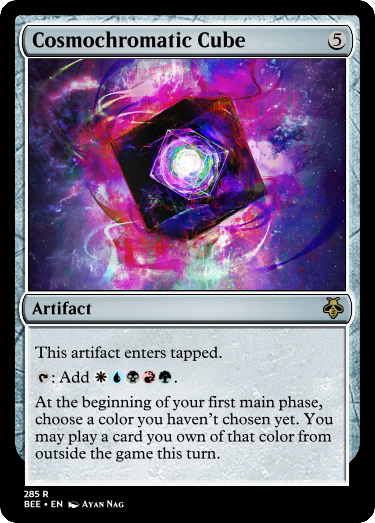 Cosmochromatic Cube 5
Artifact
This artifact enters tapped.
: Add .
At the beginning of your first main phase,
choose a color you haven't chosen yet. You
may play a card you own of that color from
outside the game this turn.
285 R
BEE • EN Ayan Nag